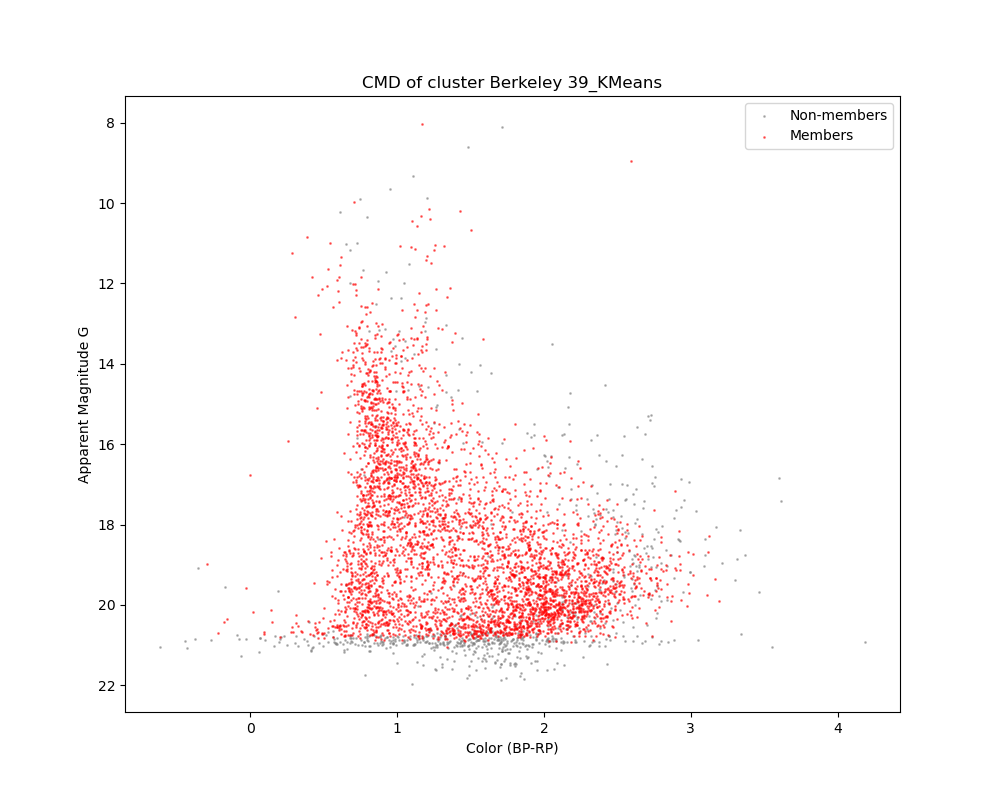 CMD of cluster Berkeley 39_KMeans
Non-members
Members
Apparent Magnitude G
8
10
12
14
16
18
20
22
0 1 2 3 4
Color (BP-RP)